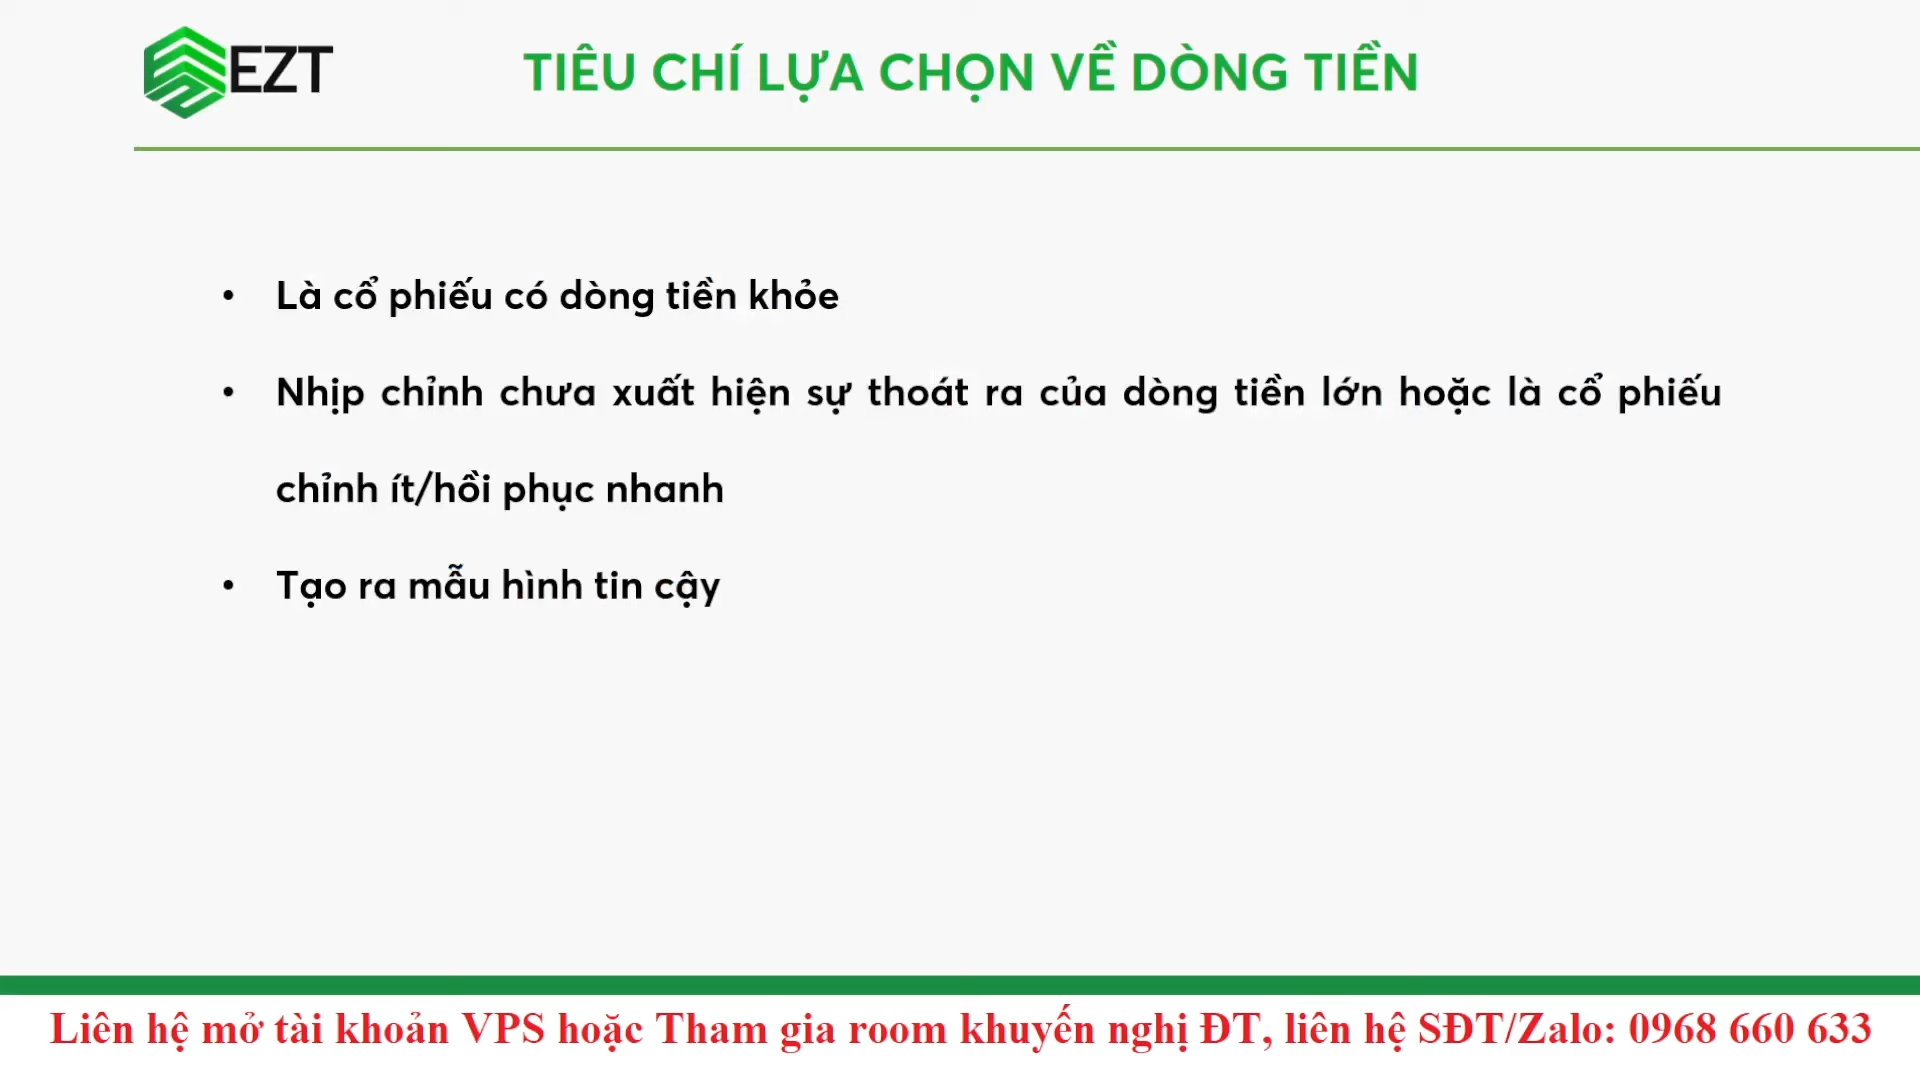 EZT
TIÊU CHÍ LỰA CHỌN VỀ DÒNG TIỀN
• Là cổ phiếu có dòng tiền khỏe
• Nhịp chỉnh chưa xuất hiện sự thoát ra của dòng tiền lớn hoặc là cổ phiếu
chỉnh ít/hồi phục nhanh
• Tạo ra mẫu hình tin cậy
Liên hệ mở tài khoản VPS hoặc Tham gia room khuyến nghị ĐT, liên hệ SĐT/Zalo: 0968 660 633